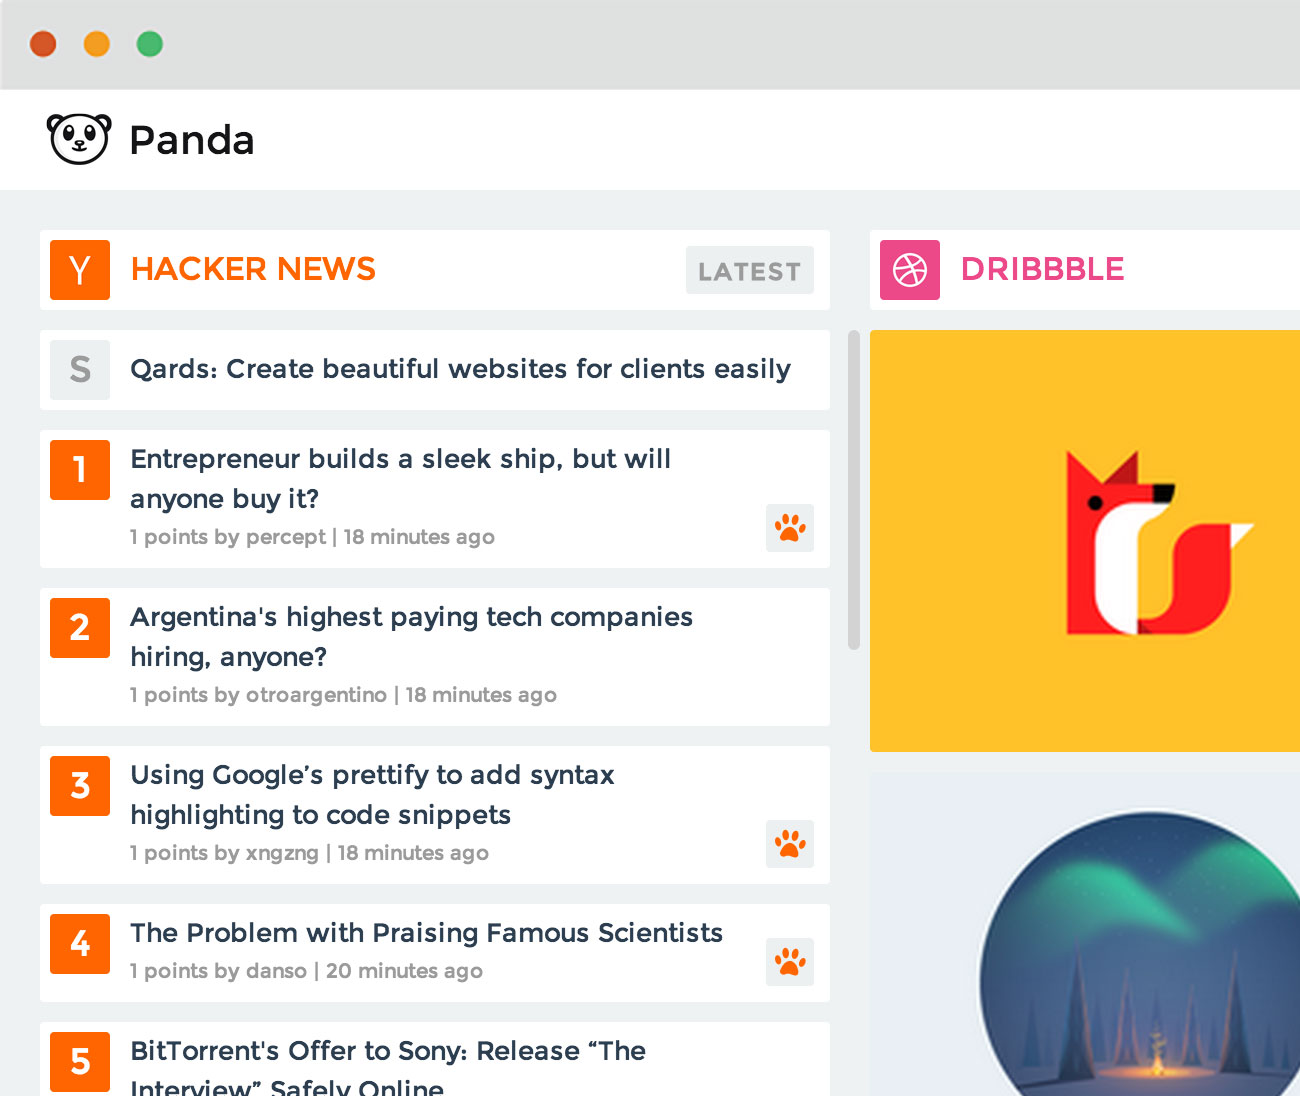 Panda
Y
HACKER NEWS
LATEST
S
Qards: Create beautiful websites for clients easily
1
Entrepreneur builds a sleek ship, but will
anyone buy it?
1 points by percept | 18 minutes ago
2
Argentina's highest paying tech companies
hiring, anyone?
1 points by otroargentino | 18 minutes ago
3
Using Google’s prettify to add syntax
highlighting to code snippets
1 points by xngzng | 18 minutes ago
4
The Problem with Praising Famous Scientists
1 points by danso | 20 minutes ago
5
BitTorrent's Offer to Sony: Release “The
Interview” Safely Online
DRIBBBLE